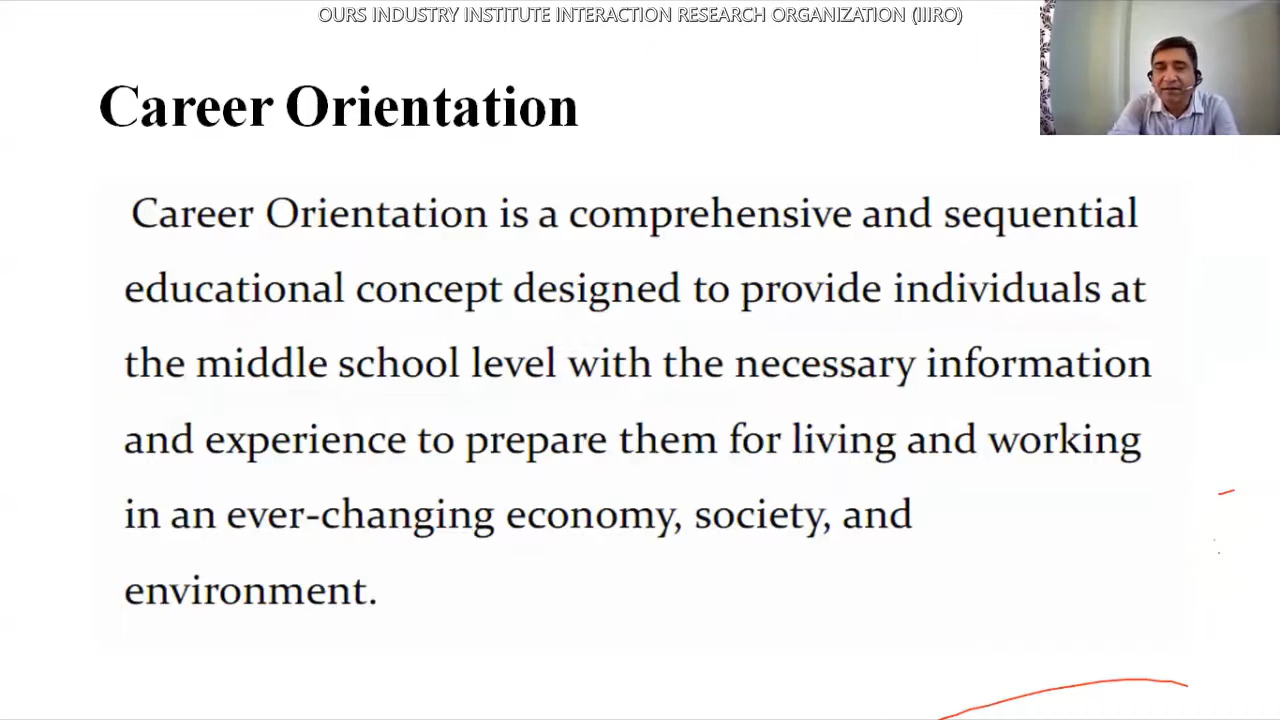 OURS INDUSTRY INSTITUTE INTERACTION RESEARCH ORGANIZATION (IIIRO)
Career Orientation
Career Orientation is a comprehensive and sequential
educational concept designed to provide individuals at
the middle school level with the necessary information
and experience to prepare them for living and working
in an ever-changing economy, society, and
environment.